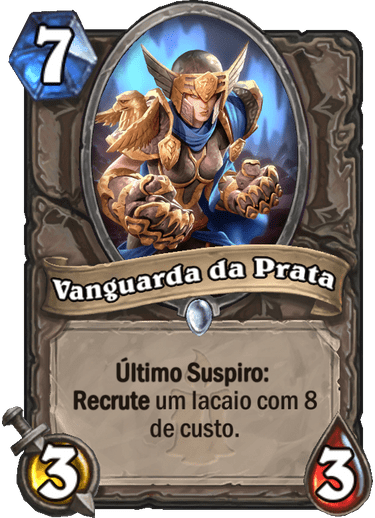 7
Vanguarda da Prata
Último Suspiro:
Recrute um lacaio com 8
de custo.
3
3